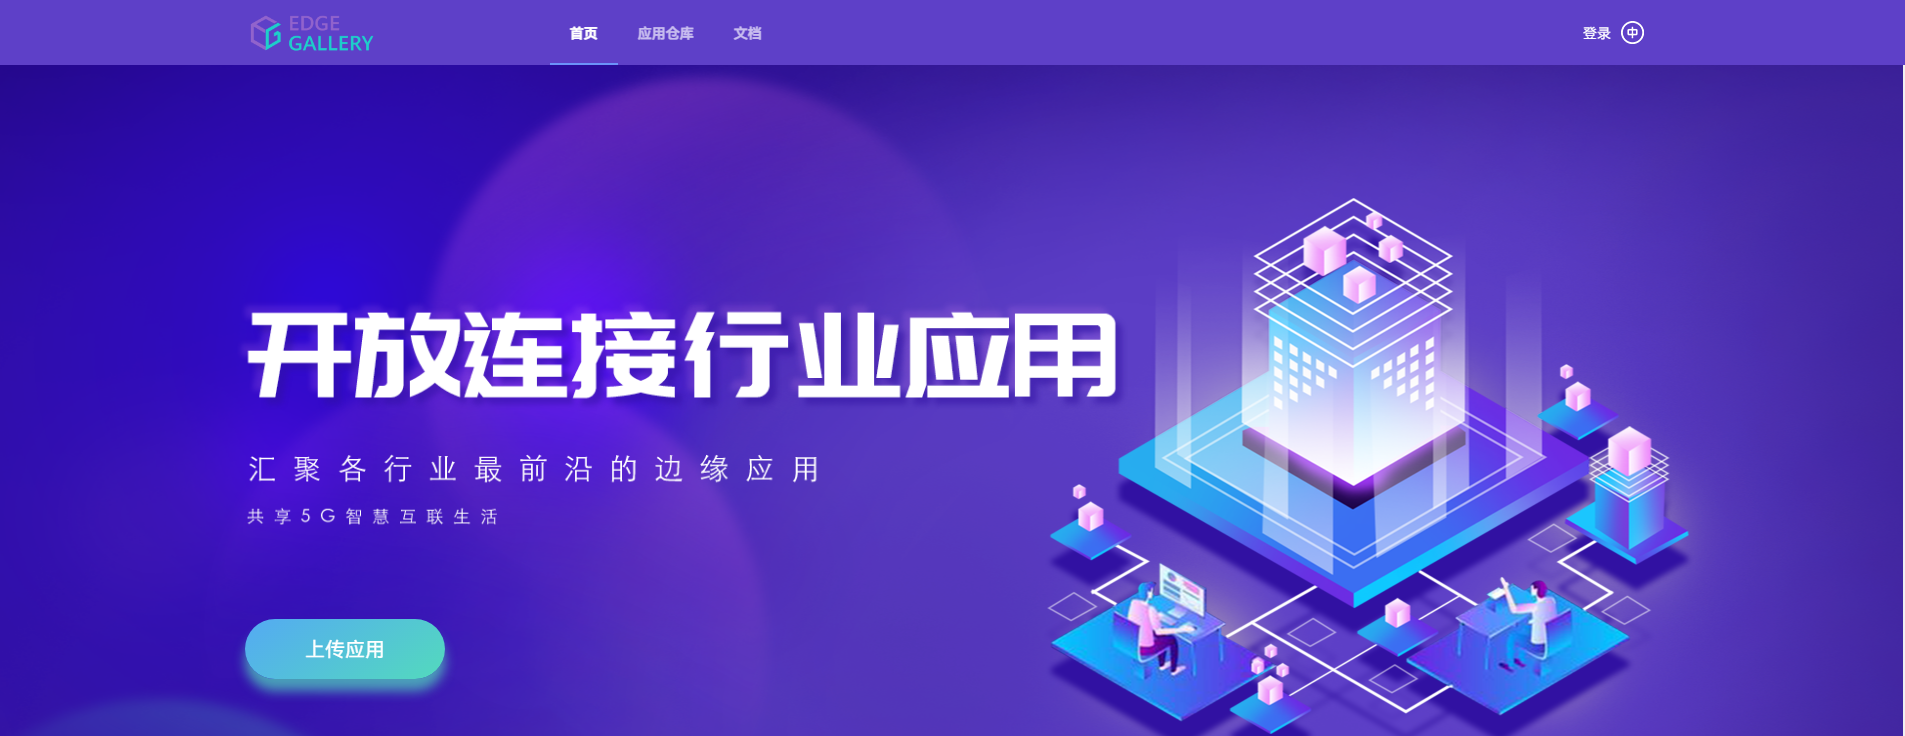 EDGE
GALLERY
首页 应用仓库 文档 登录 中
开放连接行业应用
汇聚各行业最前沿的边缘应用
共享5G智慧互联生活
上传应用